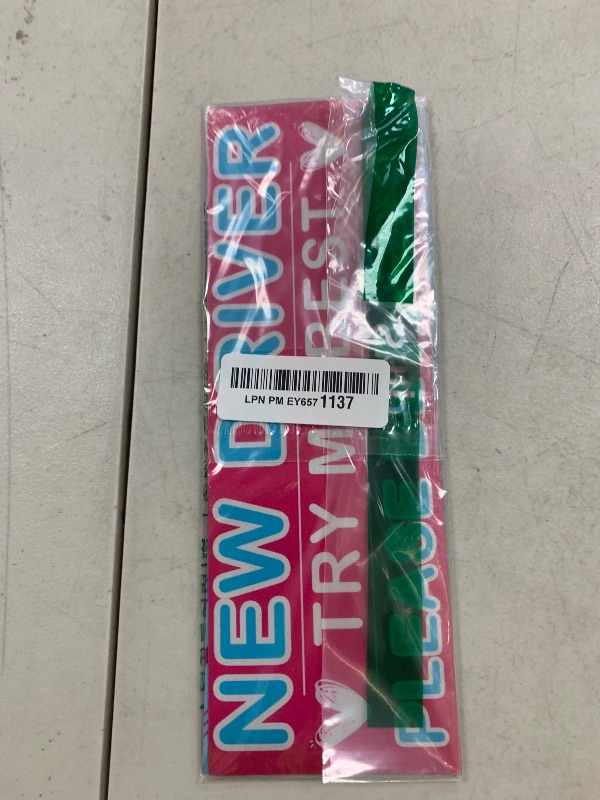 NEW DRIVER
TRY MY BEST
PLEASE
LPN PM EY657 1137